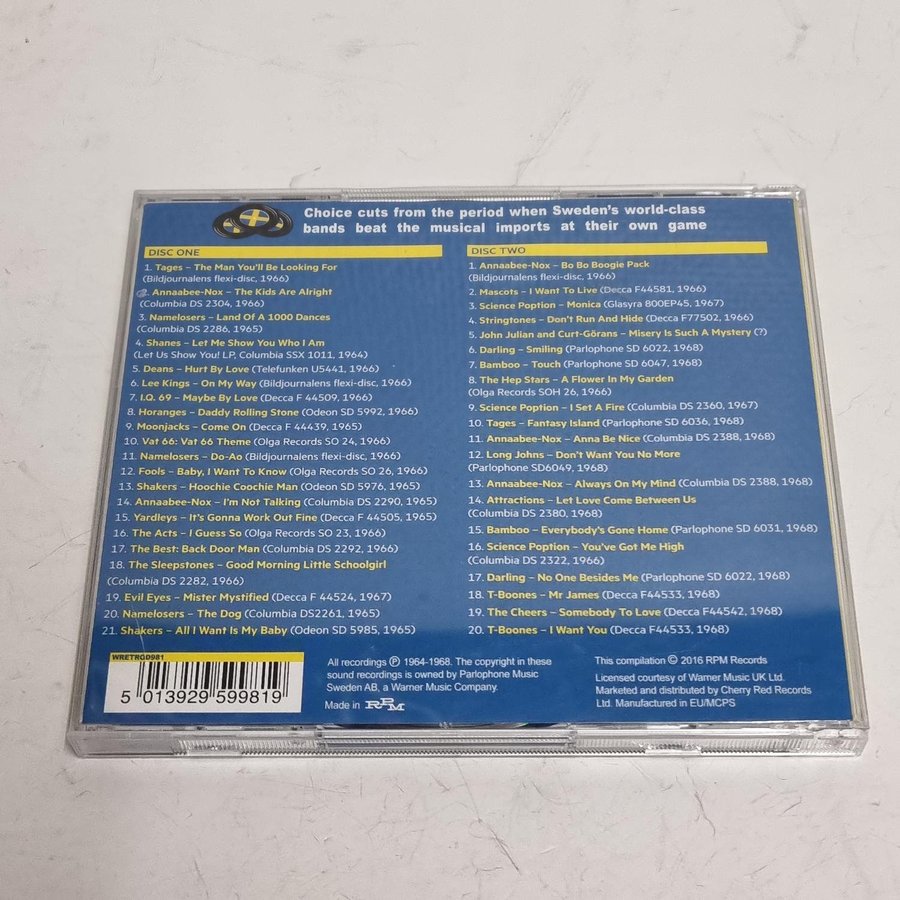 Choice cuts from the period when Sweden's world-class
bands beat the musical imports at their own game
DISC ONE
1. Tages – The Man You'll Be Looking For
(Bildjournalens flexi-disc, 1966)
2. Annaabee-Nox – The Kids Are Alright
(Columbia DS 2304, 1966)
3. Namelosers – Land Of A 1000 Dances
(Columbia DS 2286, 1965)
4. Shanes – Let Me Show You Who I Am
(Let Us Show You! LP, Columbia SSX 1011, 1964)
5. Deans – Hurt By Love (Telefunken U5441, 1966)
6. Lee Kings – On My Way (Bildjournalens flexi-disc, 1966)
7. I.Q. 69 – Maybe By Love (Decca F 44509, 1966)
8. Horanges – Daddy Rolling Stone (Odeon SD 5992, 1966)
9. Moonjacks – Come On (Decca F 44439, 1965)
10. Vat 66: Vat 66 Theme (Olga Records SO 24, 1966)
11. Namelosers – Do-Ao (Bildjournalens flexi-disc, 1966)
12. Fools – Baby, I Want To Know (Olga Records SO 26, 1966)
13. Shakers – Hoochie Coochie Man (Odeon SD 5976, 1965)
14. Annaabee-Nox – I'm Not Talking (Columbia DS 2290, 1965)
15. Yardleys – It's Gonna Work Out Fine (Decca F 44505, 1965)
16. The Acts – I Guess So (Olga Records SO 23, 1966)
17. The Best: Back Door Man (Columbia DS 2292, 1966)
18. The Sleepstones – Good Morning Little Schoolgirl
(Columbia DS 2282, 1966)
19. Evil Eyes – Mister Mystified (Decca F 44524, 1967)
20. Namelosers – The Dog (Columbia DS2261, 1965)
21. Shakers – All I Want Is My Baby (Odeon SD 5985, 1965)
DISC TWO
1. Annaabee-Nox – Bo Bo Boogie Pack
(Bildjournalens flexi-disc, 1966)
2. Mascots – I Want To Live (Decca F44581, 1966)
3. Science Poption – Monica (Glasyra 800EP45, 1967)
4. Stringtones – Don't Run And Hide (Decca F77502, 1966)
5. John Julian and Curt-Görans – Misery Is Such A Mystery (?)
6. Darling – Smiling (Parlophone SD 6022, 1968)
7. Bamboo – Touch (Parlophone SD 6047, 1968)
8. The Hep Stars – A Flower In My Garden
(Olga Records SOH 26, 1966)
9. Science Poption – I Set A Fire (Columbia DS 2360, 1967)
10. Tages – Fantasy Island (Parlophone SD 6036, 1968)
11. Annaabee-Nox – Anna Be Nice (Columbia DS 2388, 1968)
12. Long Johns – Don't Want You No More
(Parlophone SD6049, 1968)
13. Annaabee-Nox – Always On My Mind (Columbia DS 2388, 1968)
14. Attractions – Let Love Come Between Us
(Columbia DS 2380, 1968)
15. Bamboo – Everybody's Gone Home (Parlophone SD 6031, 1968)
16. Science Poption – You've Got Me High
(Columbia DS 2322, 1966)
17. Darling – No One Besides Me (Parlophone SD 6022, 1968)
18. T-Boones – Mr James (Decca F44533, 1968)
19. The Cheers – Somebody To Love (Decca F44542, 1968)
20. T-Boones – I Want You (Decca F44533, 1968)
WRETROD981
5 013929 599819
All recordings ℗ 1964-1968. The copyright in these
sound recordings is owned by Parlophone Music
Sweden AB, a Warner Music Company.
Made in RPM
This compilation © 2016 RPM Records
Licensed courtesy of Warner Music UK Ltd.
Marketed and distributed by Cherry Red Records
Ltd. Manufactured in EU/MCPS